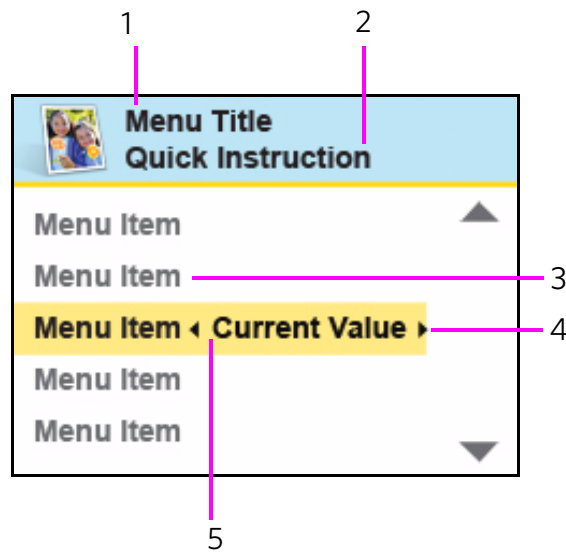 1
2
Menu Title
Quick Instruction
Menu Item
Menu Item
3
Menu Item Current Value
4
Menu Item
Menu Item
5